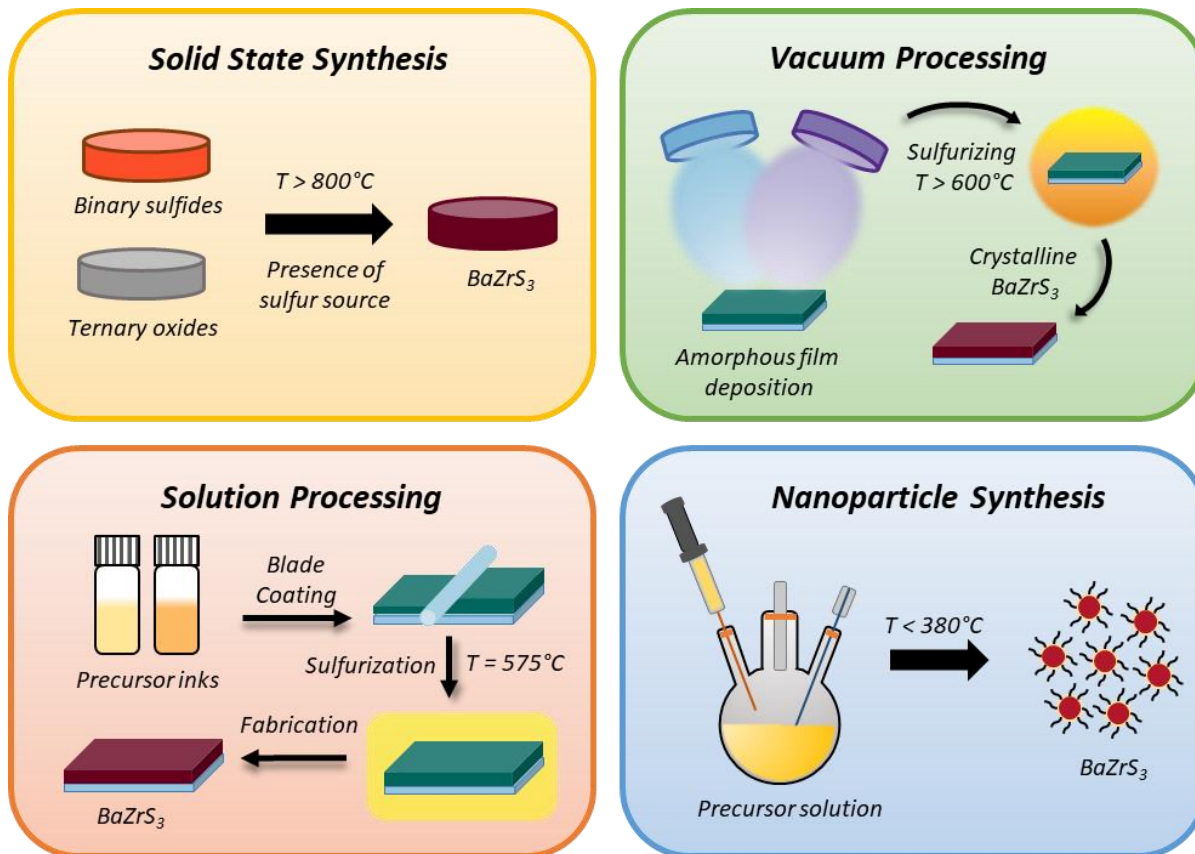 Solid State Synthesis
Binary sulfides
Ternary oxides
T > 800°C
Presence of
sulfur source
BaZrS₃
Vacuum Processing
Amorphous film
deposition
Sulfurizing
T > 600°C
Crystalline
BaZrS₃
Solution Processing
Precursor inks
Blade
Coating
Sulfurization
T = 575°C
Fabrication
BaZrS₃
Nanoparticle Synthesis
Precursor solution
T < 380°C
BaZrS₃